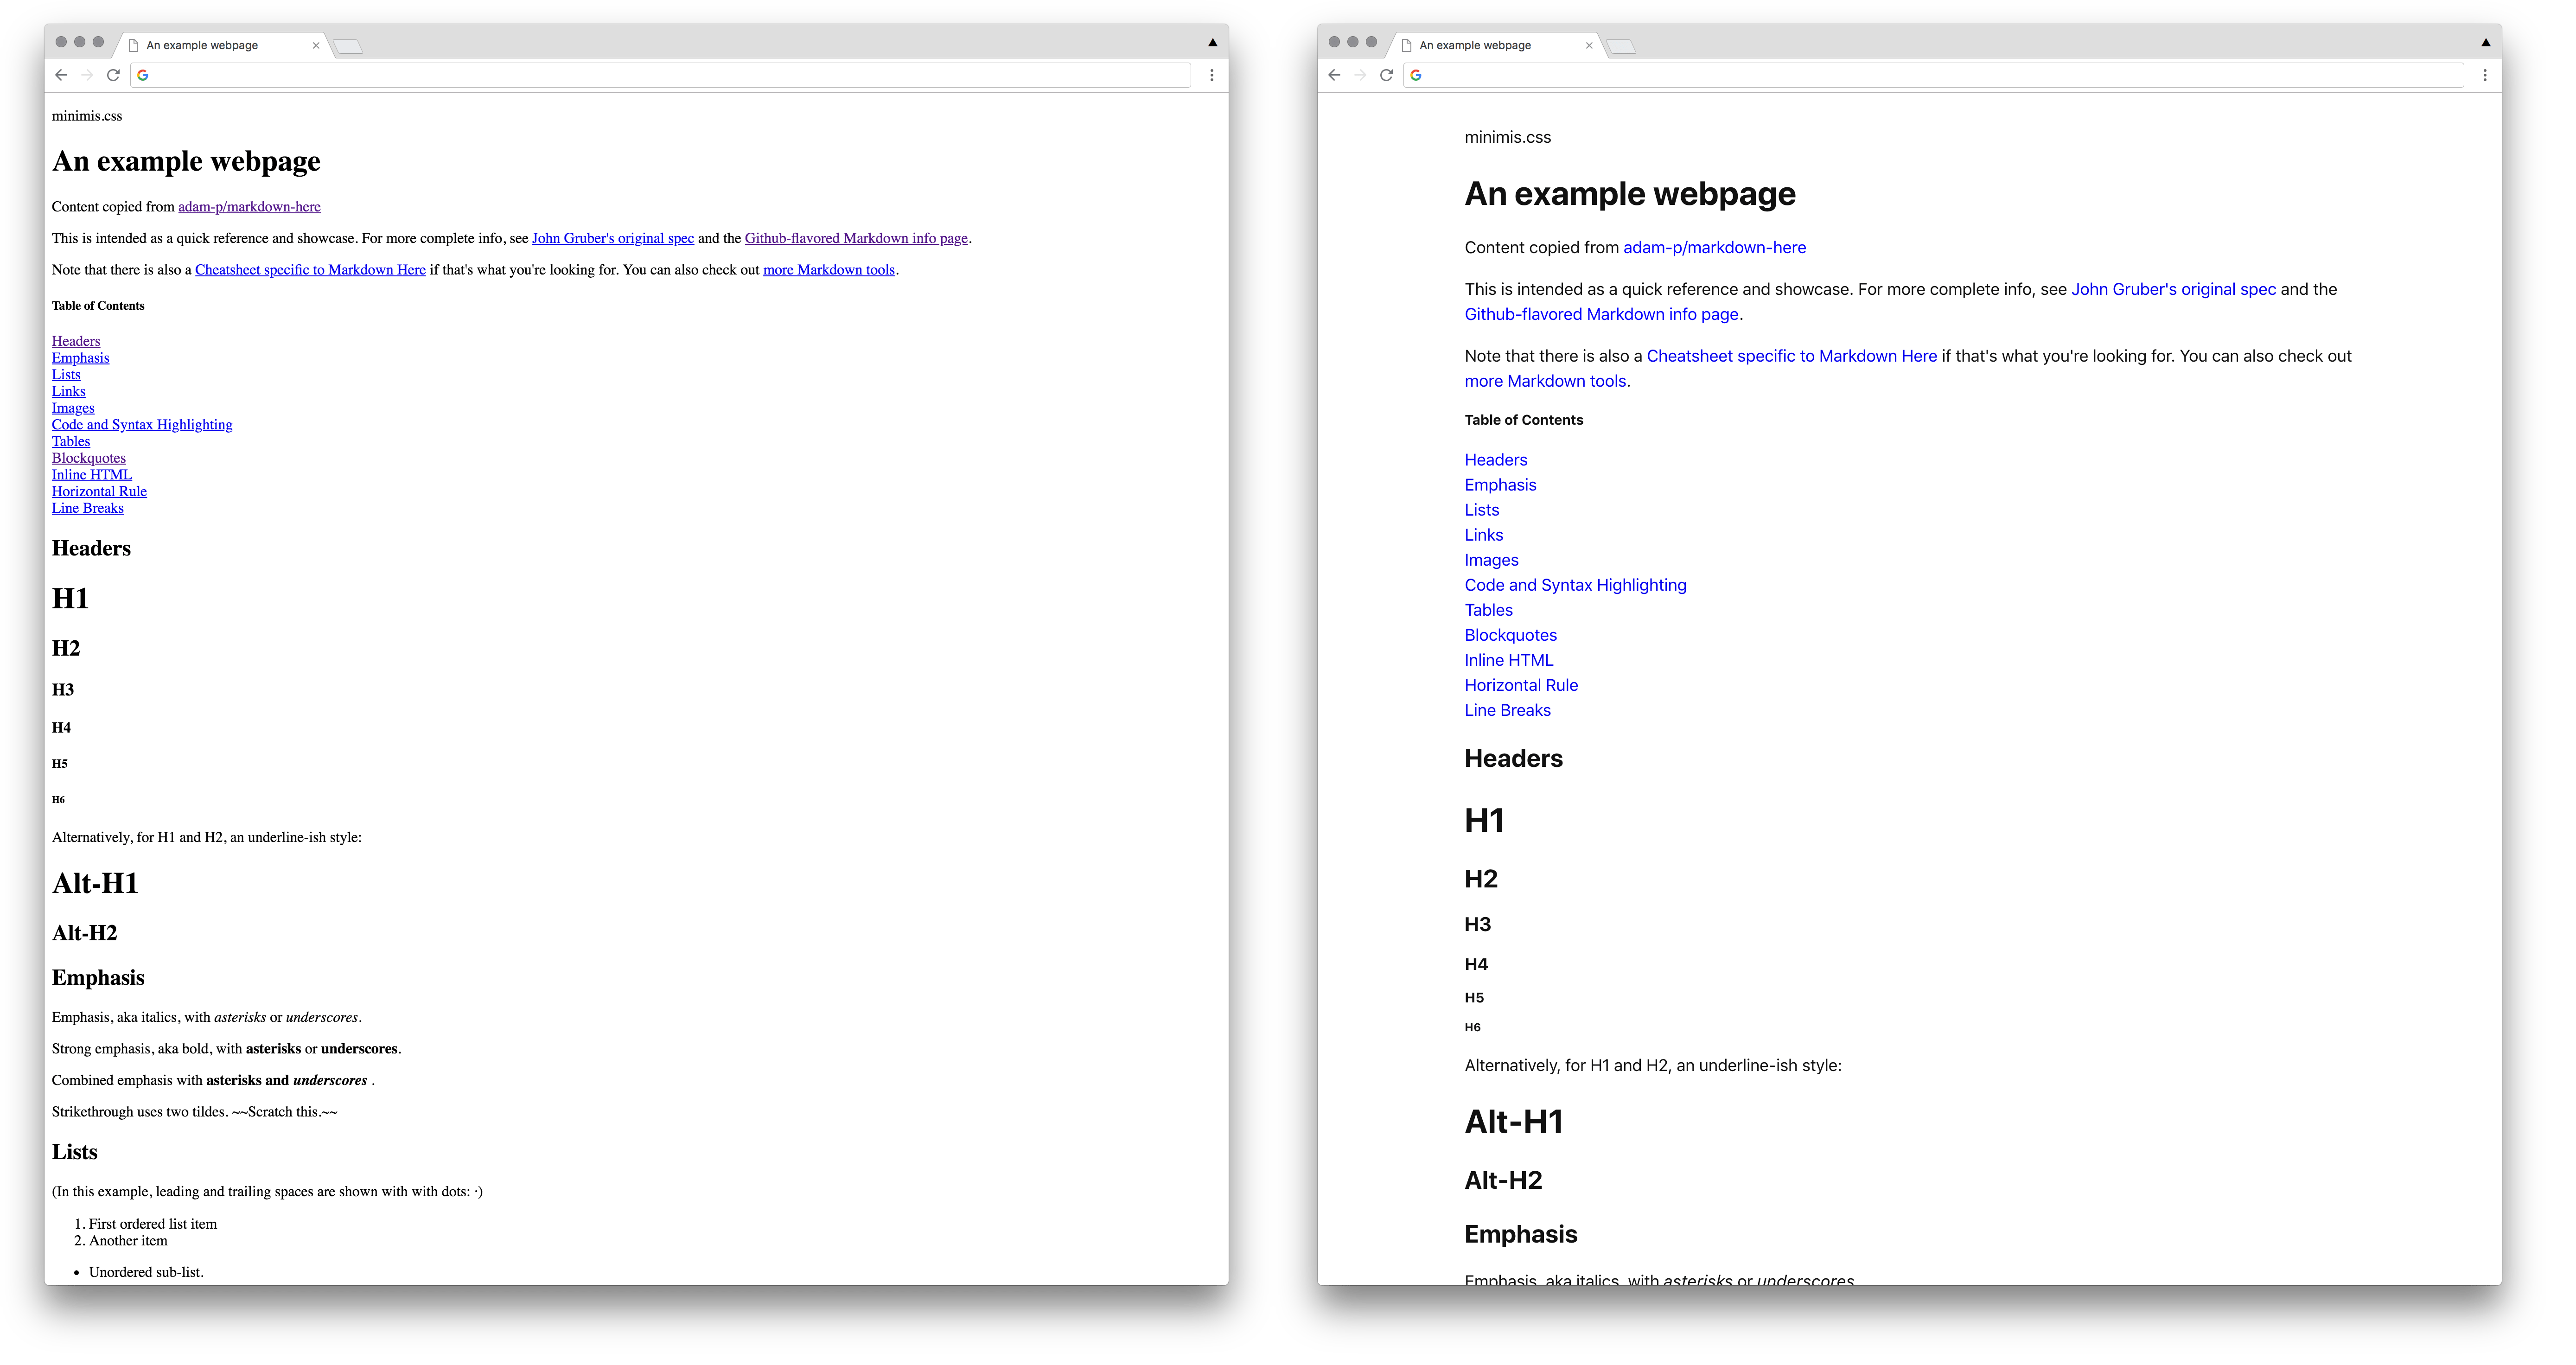 An example webpage
minimis.css
An example webpage
Content copied from adam-p/markdown-here
This is intended as a quick reference and showcase. For more complete info, see John Gruber's original spec and the Github-flavored Markdown info page.
Note that there is also a Cheatsheet specific to Markdown Here if that's what you're looking for. You can also check out more Markdown tools.
Table of Contents
Headers
Emphasis
Lists
Links
Images
Code and Syntax Highlighting
Tables
Blockquotes
Inline HTML
Horizontal Rule
Line Breaks
Headers
H1
H2
H3
H4
H5
H6
Alternatively, for H1 and H2, an underline-ish style:
Alt-H1
Alt-H2
Emphasis
Emphasis, aka italics, with asterisks or underscores.
Strong emphasis, aka bold, with asterisks or underscores.
Combined emphasis with asterisks and underscores .
Strikethrough uses two tildes. ~~Scratch this.~~
Lists
(In this example, leading and trailing spaces are shown with with dots: ·)
1. First ordered list item
2. Another item
• Unordered sub-list.
An example webpage
minimis.css
An example webpage
Content copied from adam-p/markdown-here
This is intended as a quick reference and showcase. For more complete info, see John Gruber's original spec and the
Github-flavored Markdown info page.
Note that there is also a Cheatsheet specific to Markdown Here if that's what you're looking for. You can also check out
more Markdown tools.
Table of Contents
Headers
Emphasis
Lists
Links
Images
Code and Syntax Highlighting
Tables
Blockquotes
Inline HTML
Horizontal Rule
Line Breaks
Headers
H1
H2
H3
H4
H5
H6
Alternatively, for H1 and H2, an underline-ish style:
Alt-H1
Alt-H2
Emphasis
Emphasis, aka italics, with asterisks or underscores